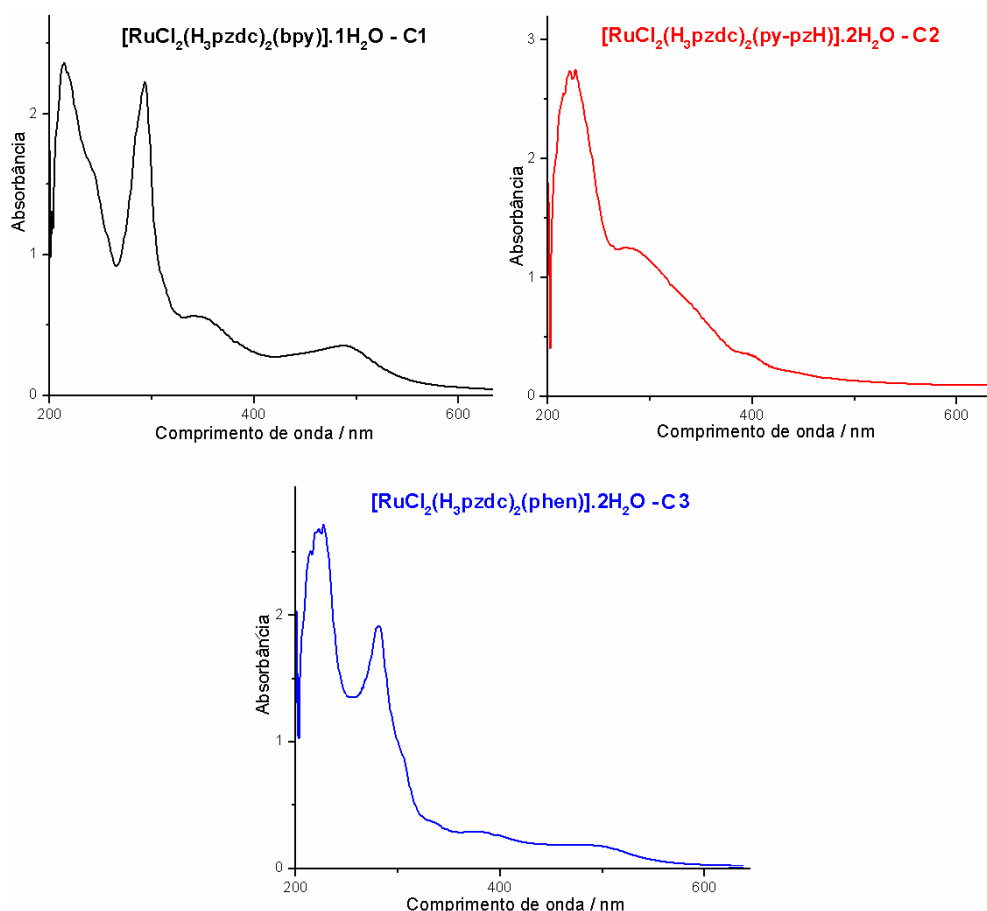 [RuCl₂(H₃pzdc)₂(bpy)].1H₂O - C1
Absorbância
2
1
0
200
400
600
Comprimento de onda / nm
[RuCl₂(H₃pzdc)₂(py-pzH)].2H₂O - C2
Absorbância
3
2
1
0
200
400
600
Comprimento de onda / nm
[RuCl₂(H₃pzdc)₂(phen)].2H₂O - C3
Absorbância
2
1
0
200
400
600
Comprimento de onda / nm